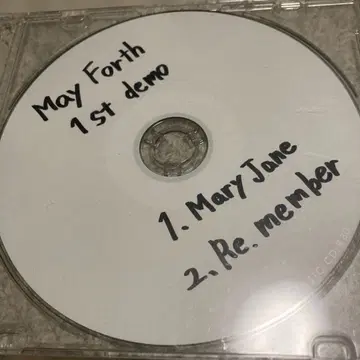 May Forth
1st demo
1. Mary Jane
2. Re. member